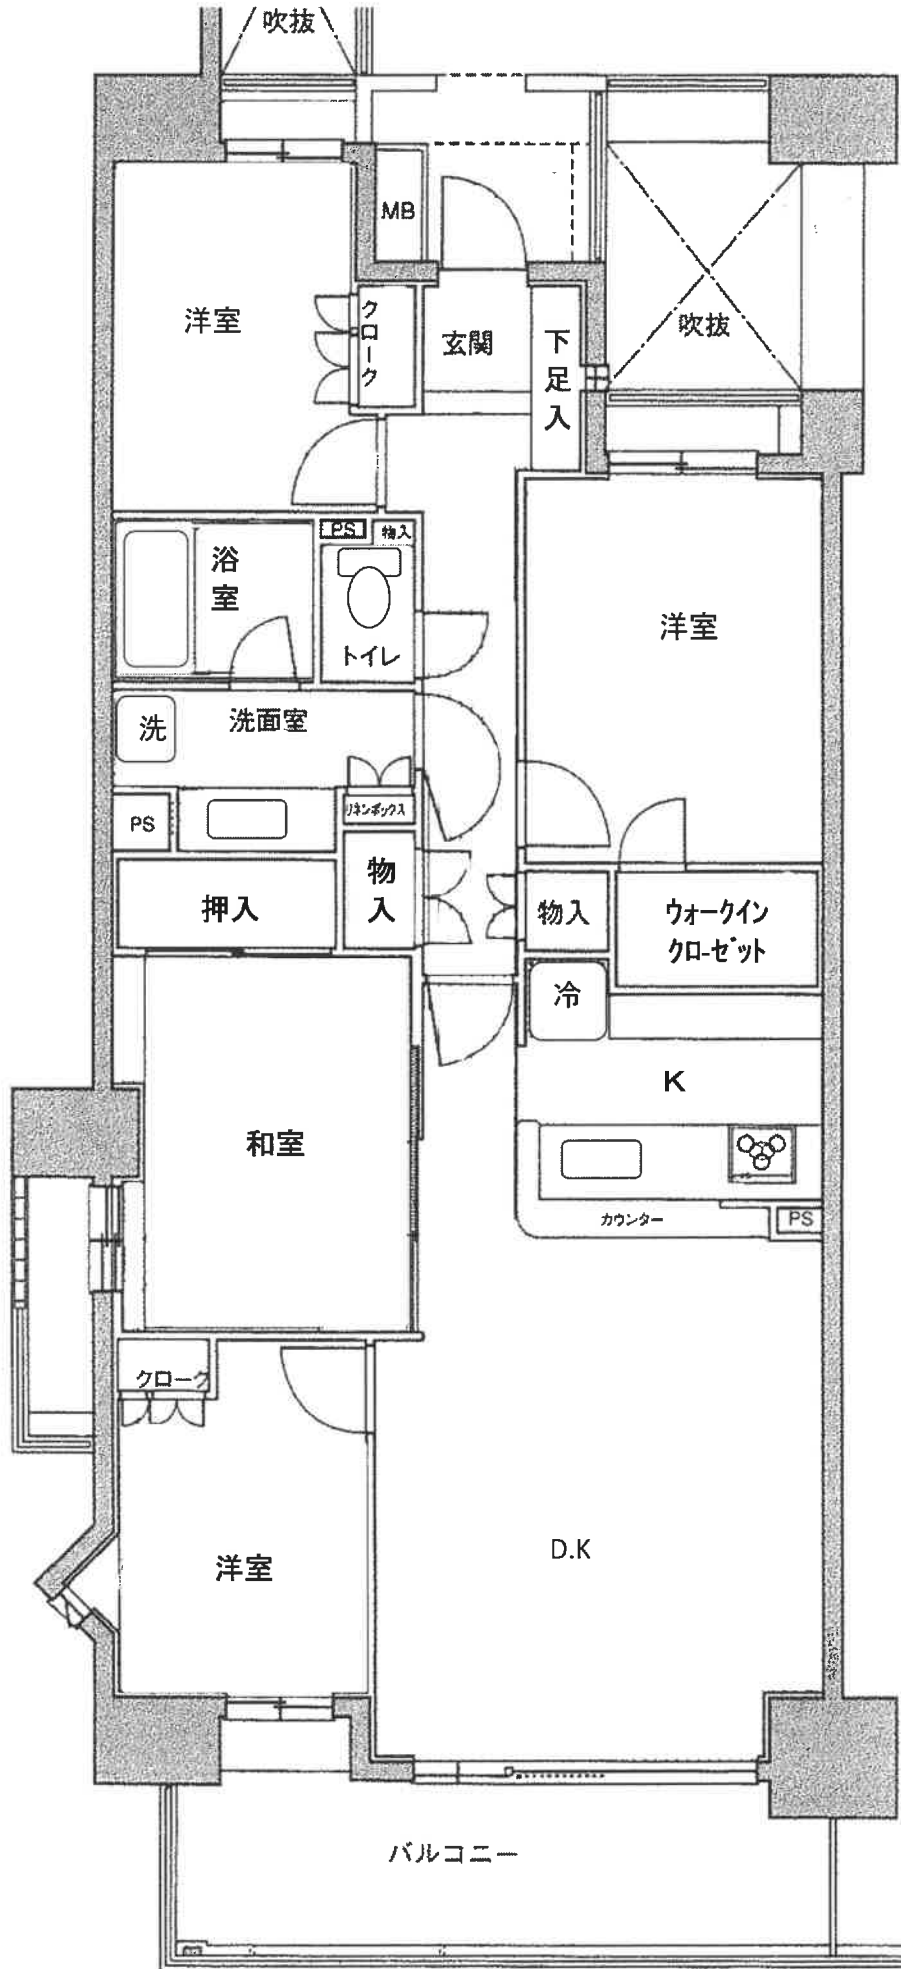 吹抜
MB
洋室
クローク
玄関
下足入
吹抜
PS
物入
浴室
トイレ
洋室
洗
洗面室
リネンボックス
PS
押入
物入
物入
ウォークイン
クローゼット
冷
K
和室
カウンター
PS
クローク
洋室
D.K
バルコニー